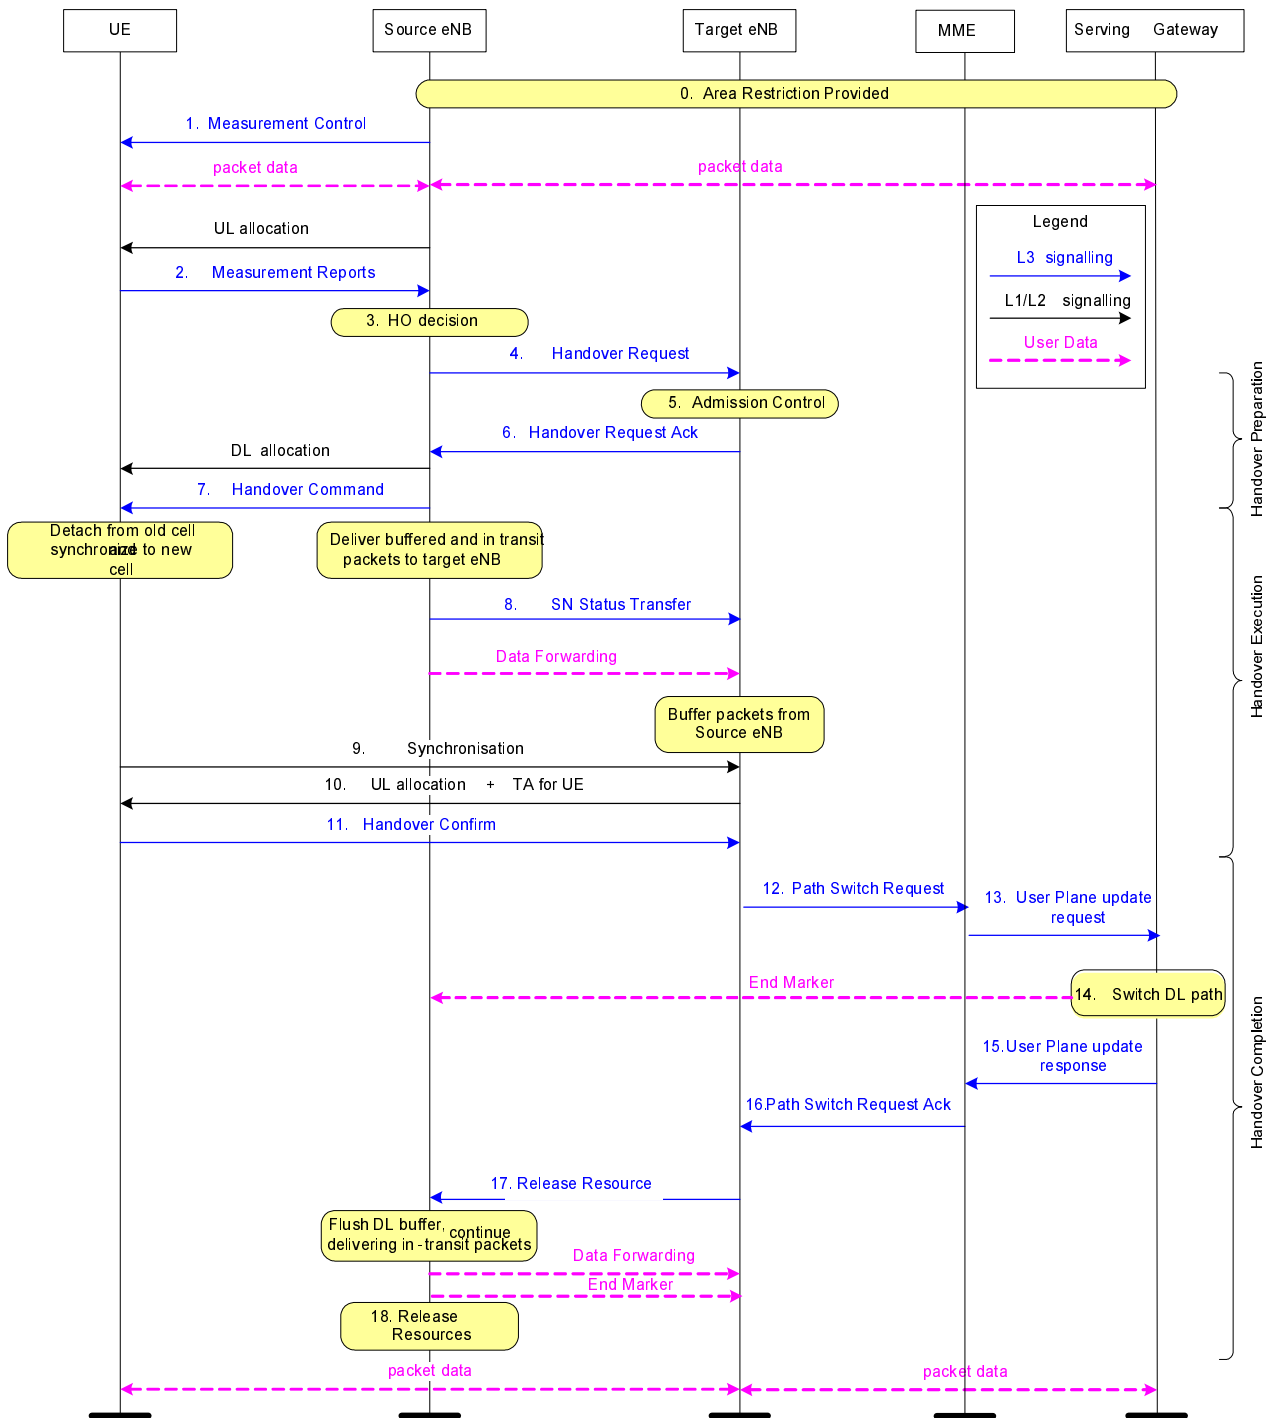 UE
Source eNB
Target eNB
MME
Serving Gateway
0. Area Restriction Provided
1. Measurement Control
packet data
packet data
UL allocation
Legend
L3 signalling
L1/L2 signalling
User Data
2. Measurement Reports
3. HO decision
4. Handover Request
5. Admission Control
6. Handover Request Ack
DL allocation
7. Handover Command
Handover Preparation
Detach from old cell
and
synchronize to new
cell
Deliver buffered and in transit
packets to target eNB
8. SN Status Transfer
Data Forwarding
Buffer packets from
Source eNB
9. Synchronisation
10. UL allocation + TA for UE
11. Handover Confirm
Handover Execution
12. Path Switch Request
13. User Plane update
request
End Marker
14. Switch DL path
15.User Plane update
response
16.Path Switch Request Ack
17. Release Resource
Flush DL buffer, continue
delivering in-transit packets
Data Forwarding
End Marker
18. Release
Resources
Handover Completion
packet data
packet data